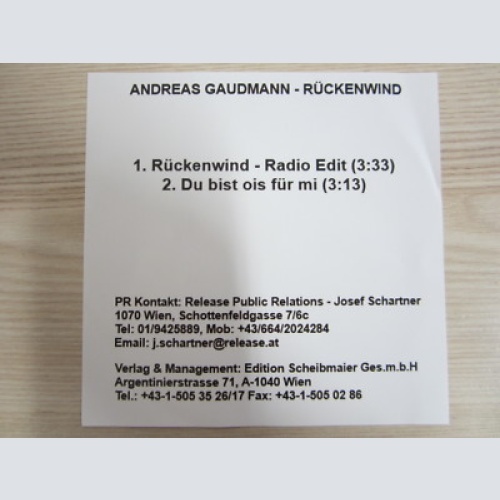 ANDREAS GAUDMANN - RÜCKENWIND
1. Rückenwind - Radio Edit (3:33)
2. Du bist ois für mi (3:13)
PR Kontakt: Release Public Relations - Josef Schartner
1070 Wien, Schottenfeldgasse 7/6c
Tel: 01/9425889, Mob: +43/664/2024284
Email: j.schartner@release.at
Verlag & Management: Edition Scheibmaier Ges.m.b.H
Argentinierstrasse 71, A-1040 Wien
Tel.: +43-1-505 35 26/17 Fax: +43-1-505 02 86